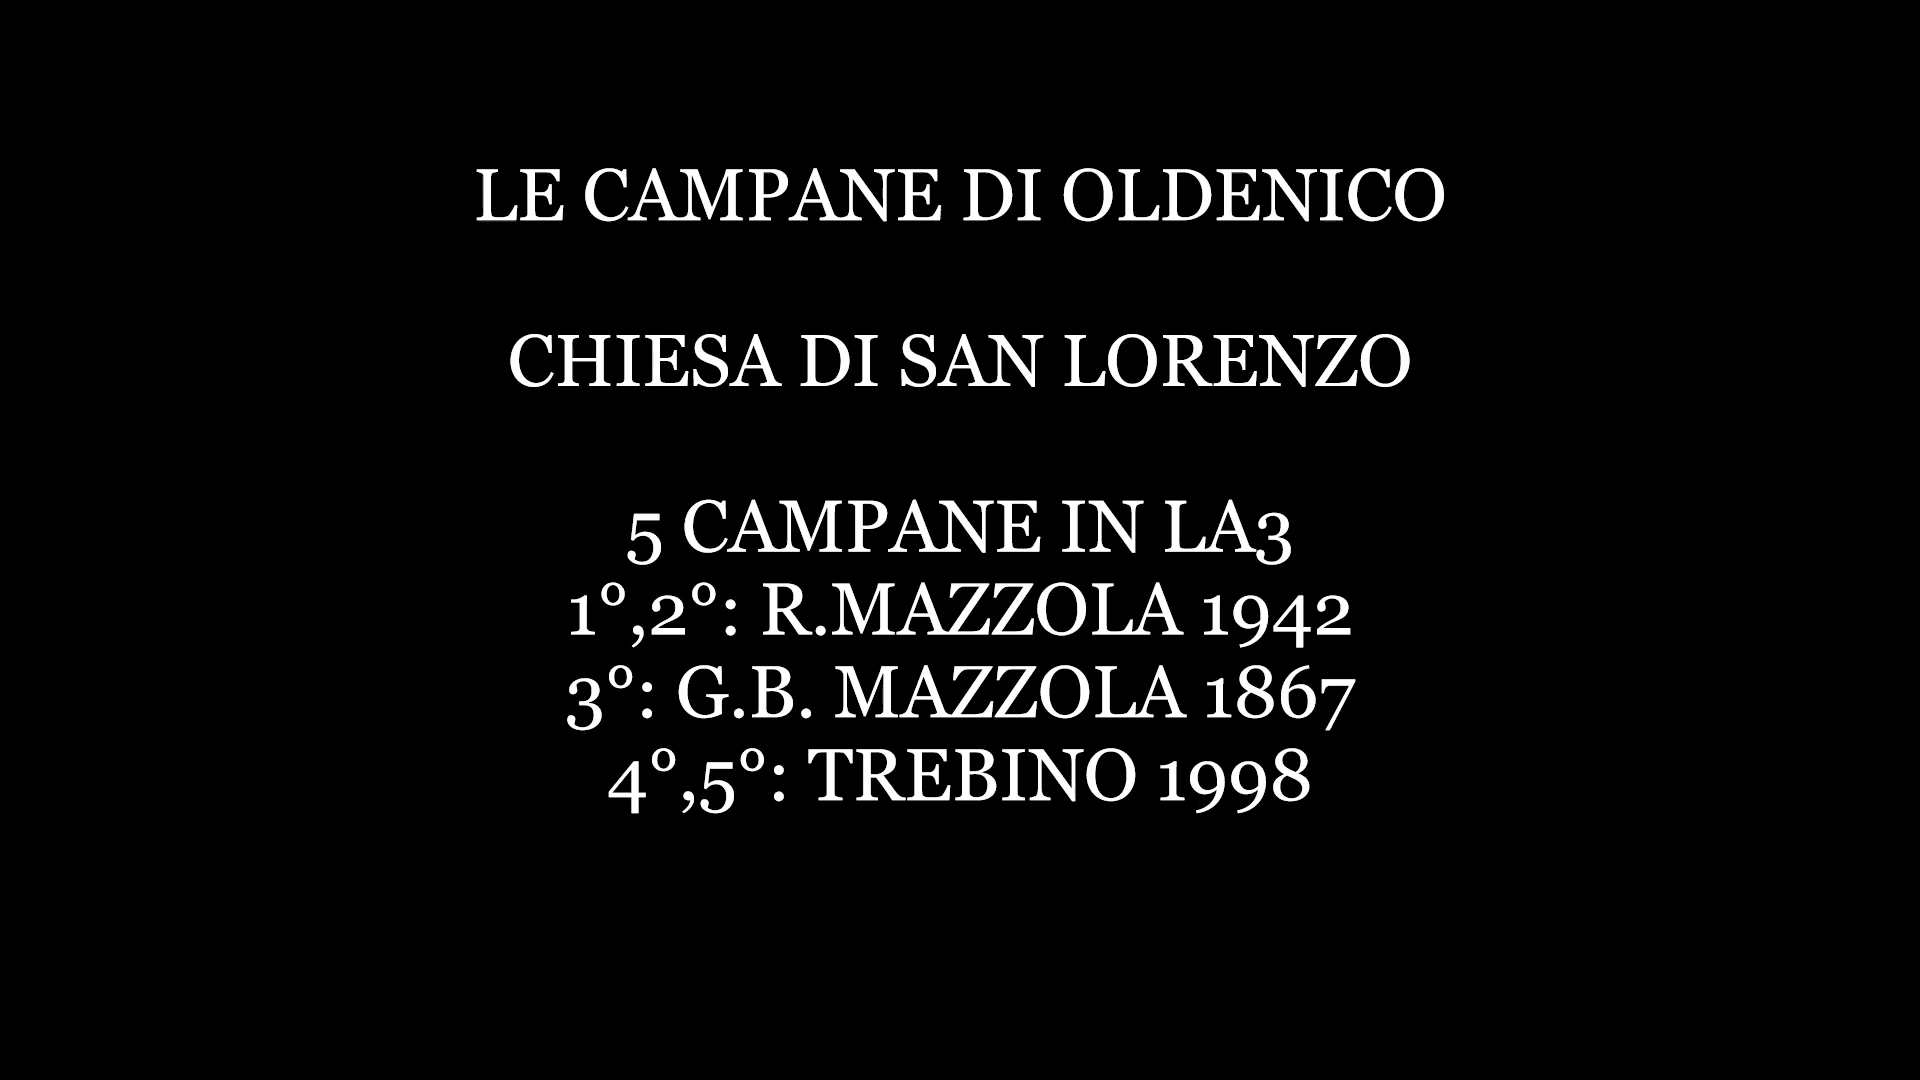 LE CAMPANE DI OLDENICO
CHIESA DI SAN LORENZO
5 CAMPANE IN LA3
1°,2°: R.MAZZOLA 1942
3°: G.B. MAZZOLA 1867
4°,5°: TREBINO 1998